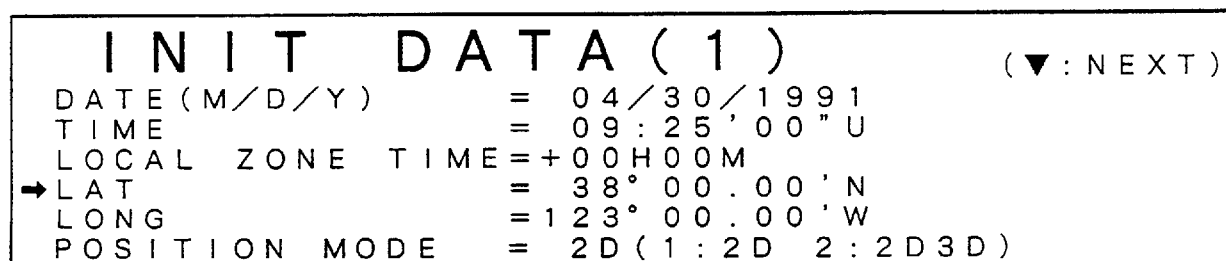 INIT DATA(1) (▼:NEXT)
DATE(M/D/Y) = 04/30/1991
TIME = 09:25'00"U
LOCAL ZONE TIME=+00H00M
➡LAT = 38°00.00'N
LONG =123°00.00'W
POSITION MODE = 2D(1:2D 2:2D3D)